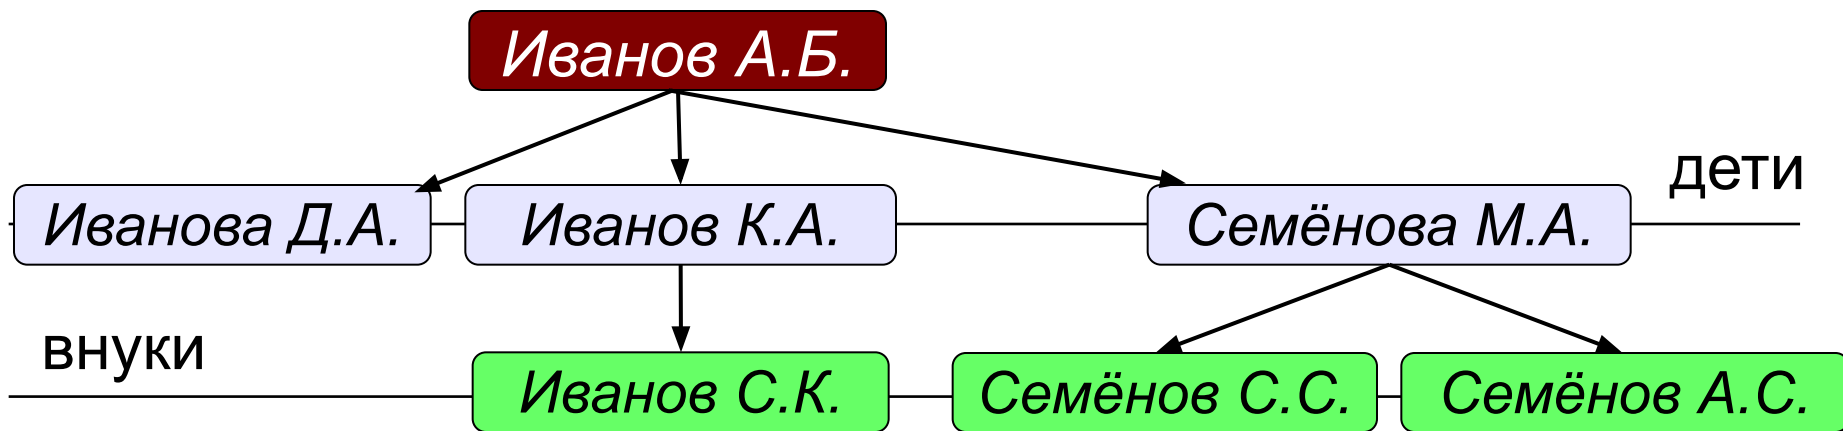 Иванов А.Б.
дети
Иванова Д.А.
Иванов К.А.
Семёнова М.А.
внуки
Иванов С.К.
Семёнов С.С.
Семёнов А.С.